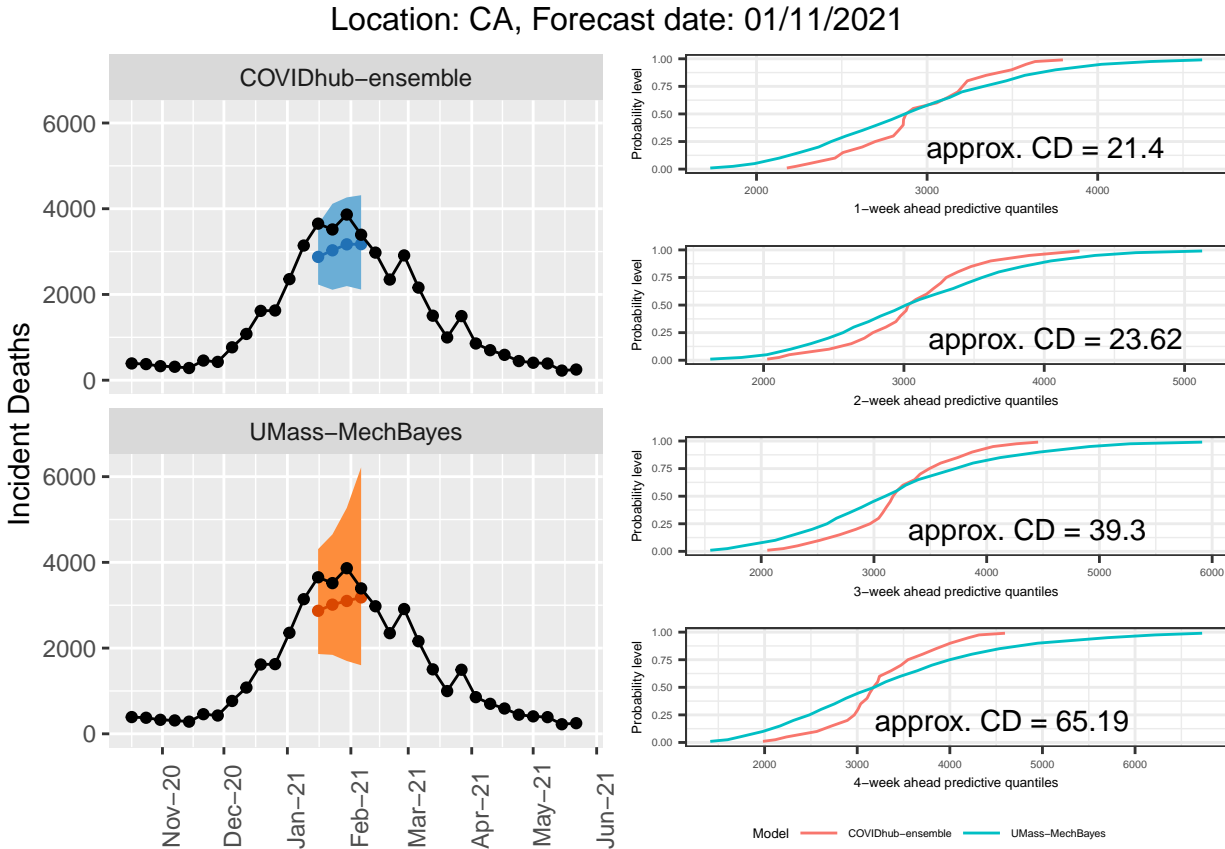 Location: CA, Forecast date: 01/11/2021
Incident Deaths
COVIDhub−ensemble
6000
4000
2000
0
UMass−MechBayes
6000
4000
2000
0
Nov−20
Dec−20
Jan−21
Feb−21
Mar−21
Apr−21
May−21
Jun−21
Probability level
1.00
0.75
0.50
0.25
0.00
approx. CD = 21.4
2000 3000 4000
1−week ahead predictive quantiles
Probability level
1.00
0.75
0.50
0.25
0.00
approx. CD = 23.62
2000 3000 4000 5000
2−week ahead predictive quantiles
Probability level
1.00
0.75
0.50
0.25
0.00
approx. CD = 39.3
2000 3000 4000 5000 6000
3−week ahead predictive quantiles
Probability level
1.00
0.75
0.50
0.25
0.00
approx. CD = 65.19
2000 3000 4000 5000 6000
4−week ahead predictive quantiles
Model COVIDhub−ensemble UMass−MechBayes